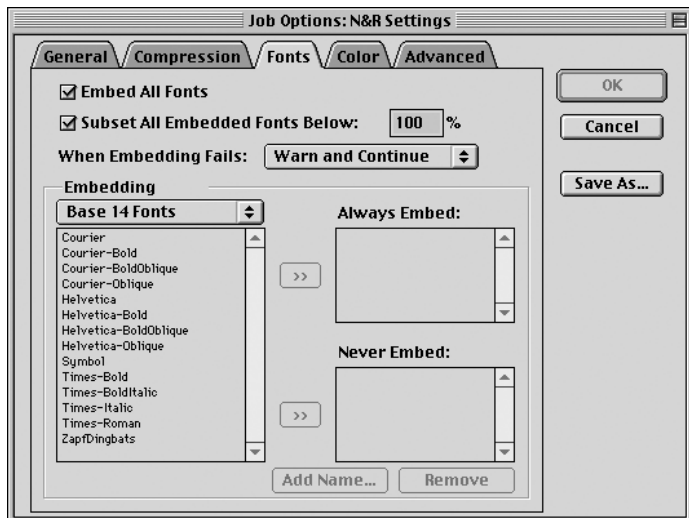 Job Options: N&R Settings
General Compression Fonts Color Advanced
Embed All Fonts
Subset All Embedded Fonts Below: 100 %
When Embedding Fails: Warn and Continue
OK
Cancel
Save As...
Embedding
Base 14 Fonts
Courier
Courier-Bold
Courier-BoldOblique
Courier-Oblique
Helvetica
Helvetica-Bold
Helvetica-BoldOblique
Helvetica-Oblique
Symbol
Times-Bold
Times-BoldItalic
Times-Italic
Times-Roman
ZapfDingbats
>>
Always Embed:
>>
Never Embed:
Add Name... Remove